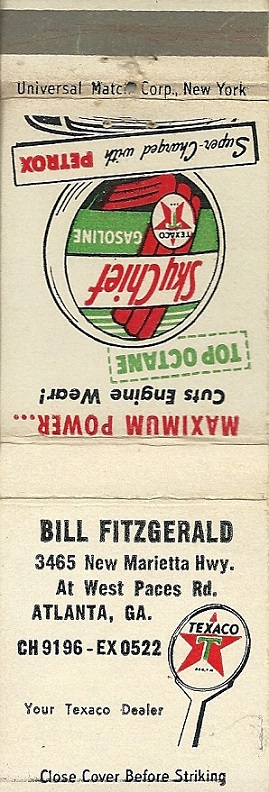 Universal Match Corp., New York
MAXIMUM POWER...
Cuts Engine Wear!
TOP OCTANE
Sky Chief
GASOLINE
TEXACO
T
Super-Charged with PETROX
BILL FITZGERALD
3465 New Marietta Hwy.
At West Paces Rd.
ATLANTA, GA.
CH 9196 - EX 0522
TEXACO
T
Your Texaco Dealer
Close Cover Before Striking